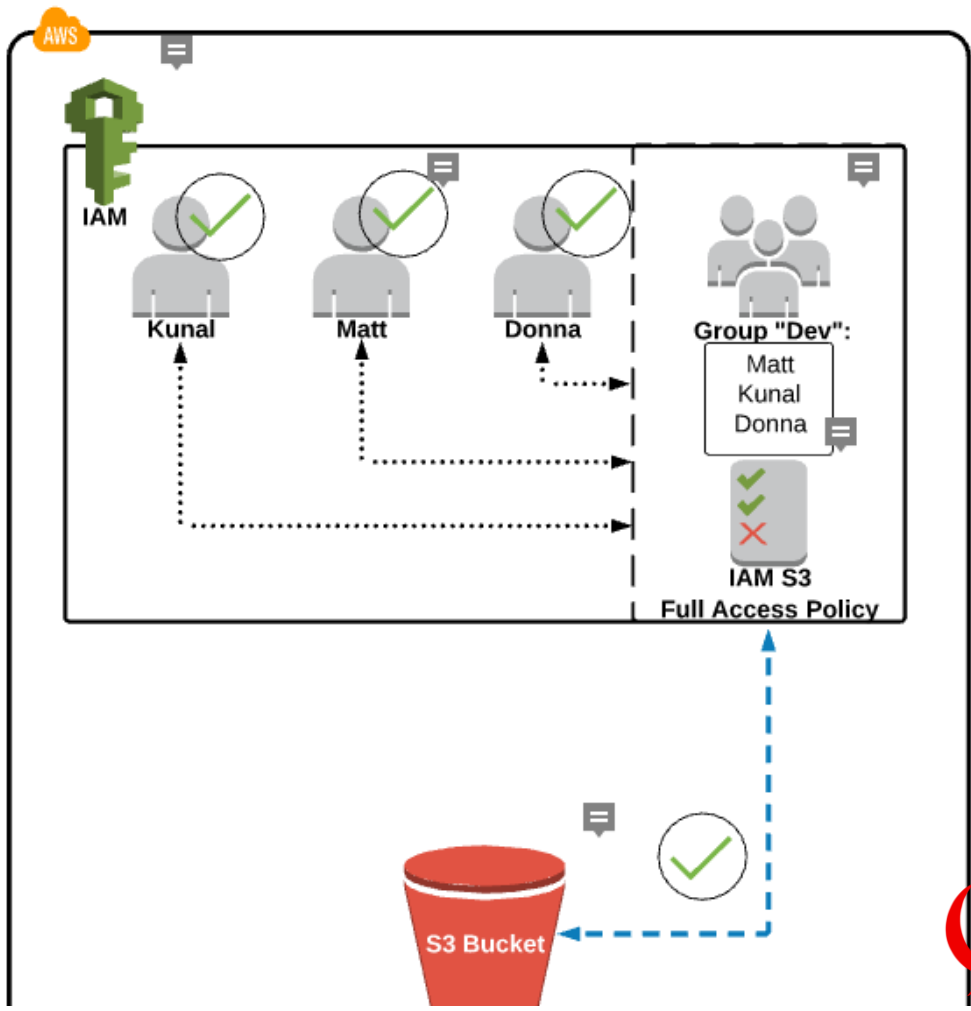 AWS
IAM
Kunal
Matt
Donna
Group "Dev":
Matt
Kunal
Donna
IAM S3
Full Access Policy
S3 Bucket